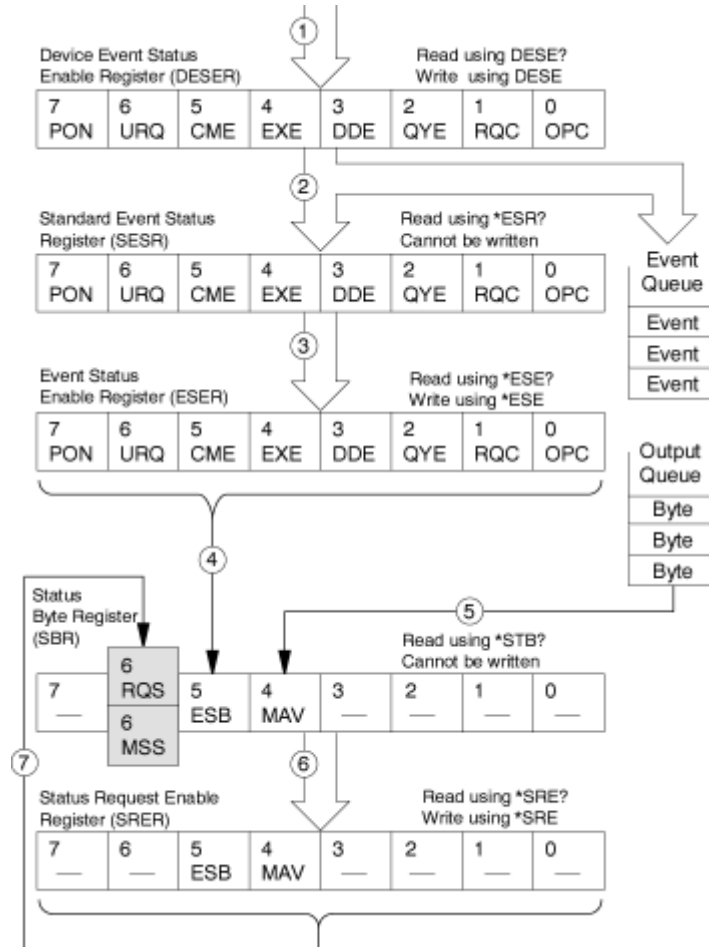 1
Device Event Status
Enable Register (DESER)
Read using DESE?
Write using DESE
7 6 5 4 3 2 1 0
PON URQ CME EXE DDE QYE RQC OPC
2
Standard Event Status
Register (SESR)
Read using *ESR?
Cannot be written
7 6 5 4 3 2 1 0
PON URQ CME EXE DDE QYE RQC OPC
Event
Queue
Event
Event
Event
3
Event Status
Enable Register (ESER)
Read using *ESE?
Write using *ESE
7 6 5 4 3 2 1 0
PON URQ CME EXE DDE QYE RQC OPC
Output
Queue
Byte
Byte
Byte
4
5
Status
Byte Register
(SBR)
Read using *STB?
Cannot be written
6
RQS
7 5 4 3 2 1 0
— ESB MAV — — — —
6
MSS
7
6
Status Request Enable
Register (SRER)
Read using *SRE?
Write using *SRE
7 6 5 4 3 2 1 0
— — ESB MAV — — — —